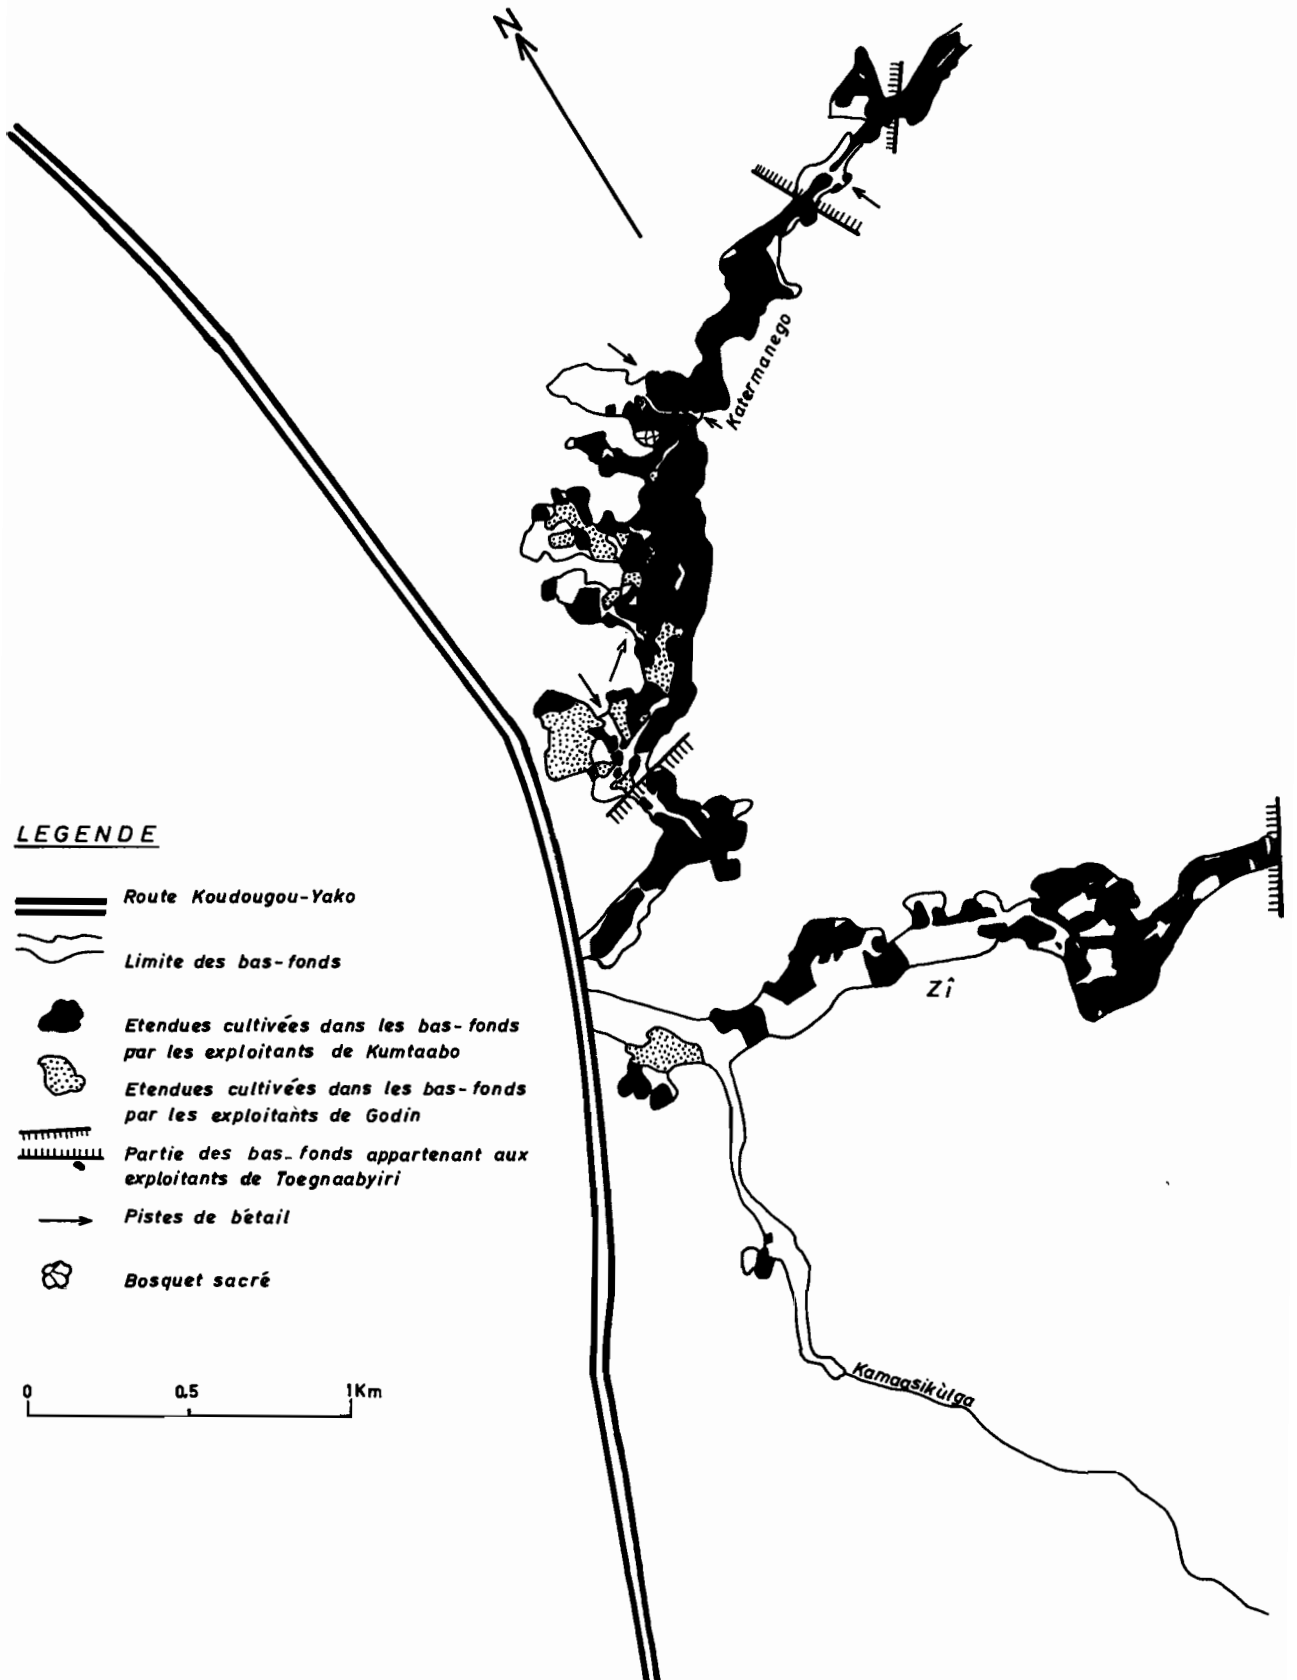 N
Katermanego
LEGENDE
Route Koudougou-Yako
Limite des bas-fonds
Etendues cultivées dans les bas-fonds
par les exploitants de Kumtaabo
Etendues cultivées dans les bas-fonds
par les exploitants de Godin
Partie des bas-fonds appartenant aux
exploitants de Toegnaabyiri
Pistes de bétail
Bosquet sacré
0 0.5 1Km
Zî
Kamaasikùlga